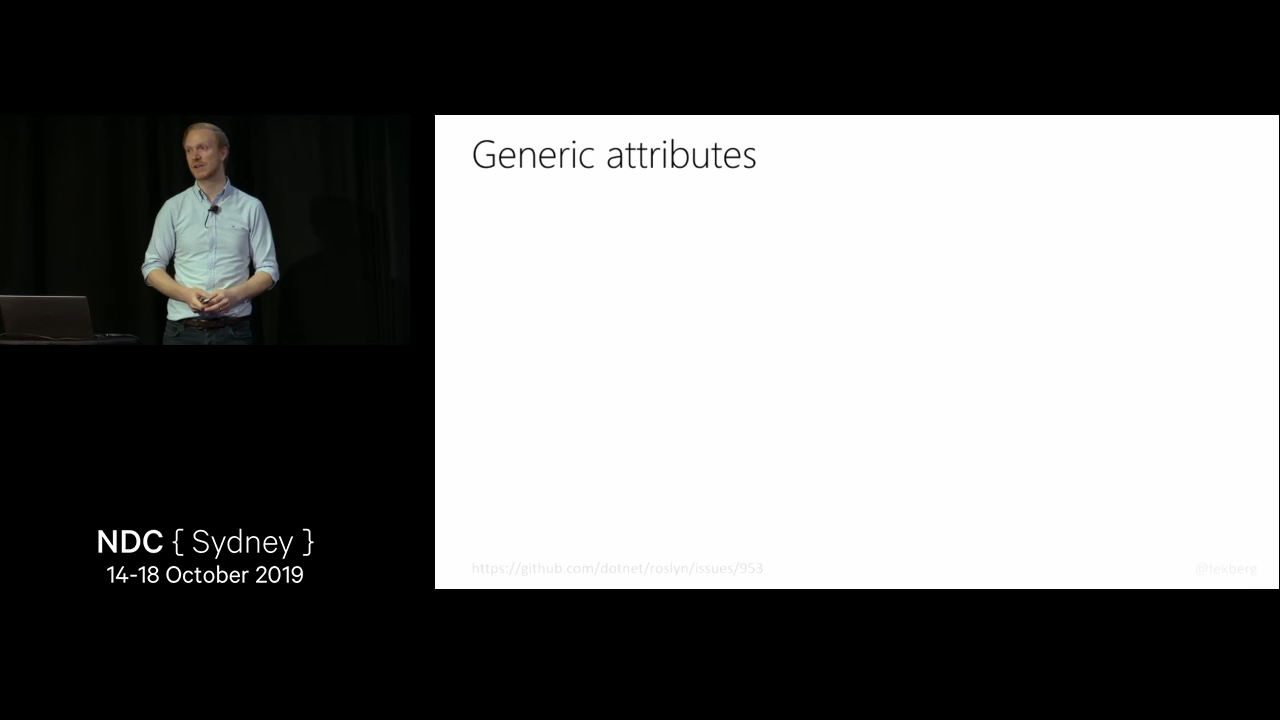 Generic attributes
https://github.com/dotnet/roslyn/issues/953
@fekberg
NDC { Sydney }
14-18 October 2019